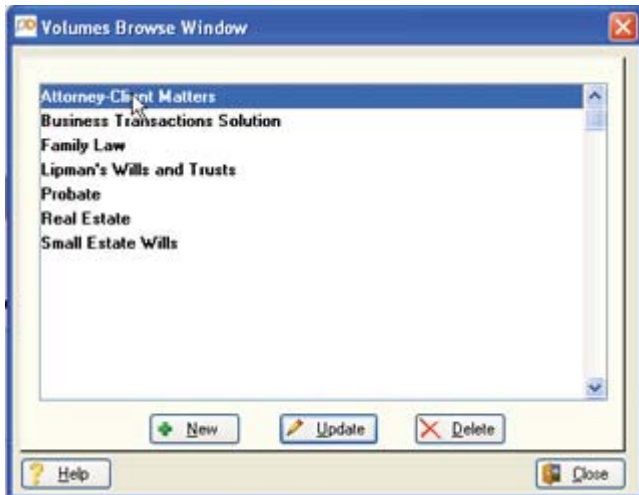 Volumes Browse Window
Attorney-Client Matters
Business Transactions Solution
Family Law
Lipman's Wills and Trusts
Probate
Real Estate
Small Estate Wills
New Update Delete
Help Close